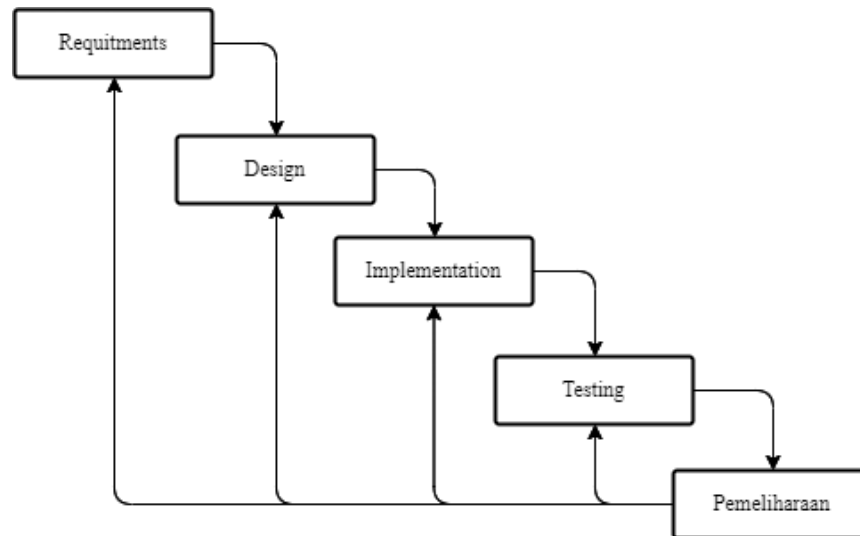 Requitments
Design
Implementation
Testing
Pemeliharaan